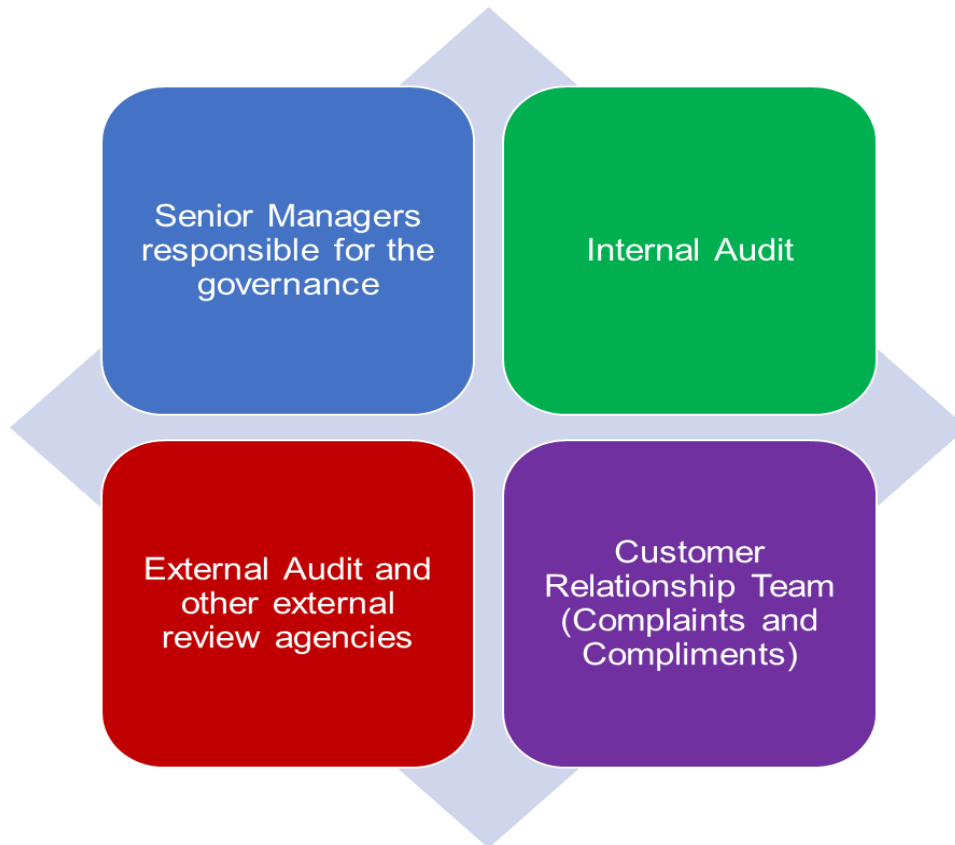 Senior Managers
responsible for the
governance
Internal Audit
External Audit and
other external
review agencies
Customer
Relationship Team
(Complaints and
Compliments)